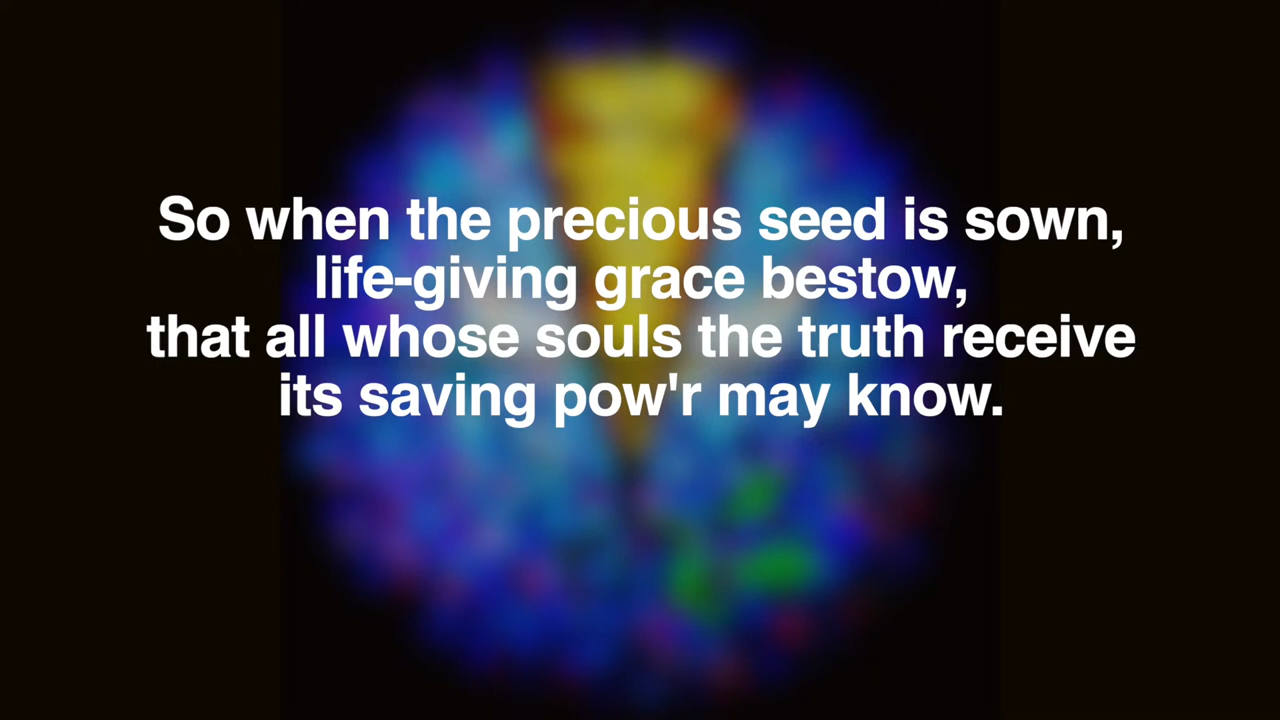 So when the precious seed is sown,
life-giving grace bestow,
that all whose souls the truth receive
its saving pow'r may know.